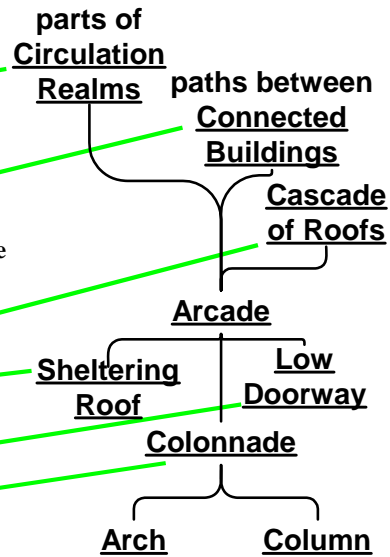 parts of
Circulation
Realms
paths between
Connected
Buildings
Cascade
of Roofs
e
Arcade
Sheltering
Roof
Low
Doorway
Colonnade
Arch
Column